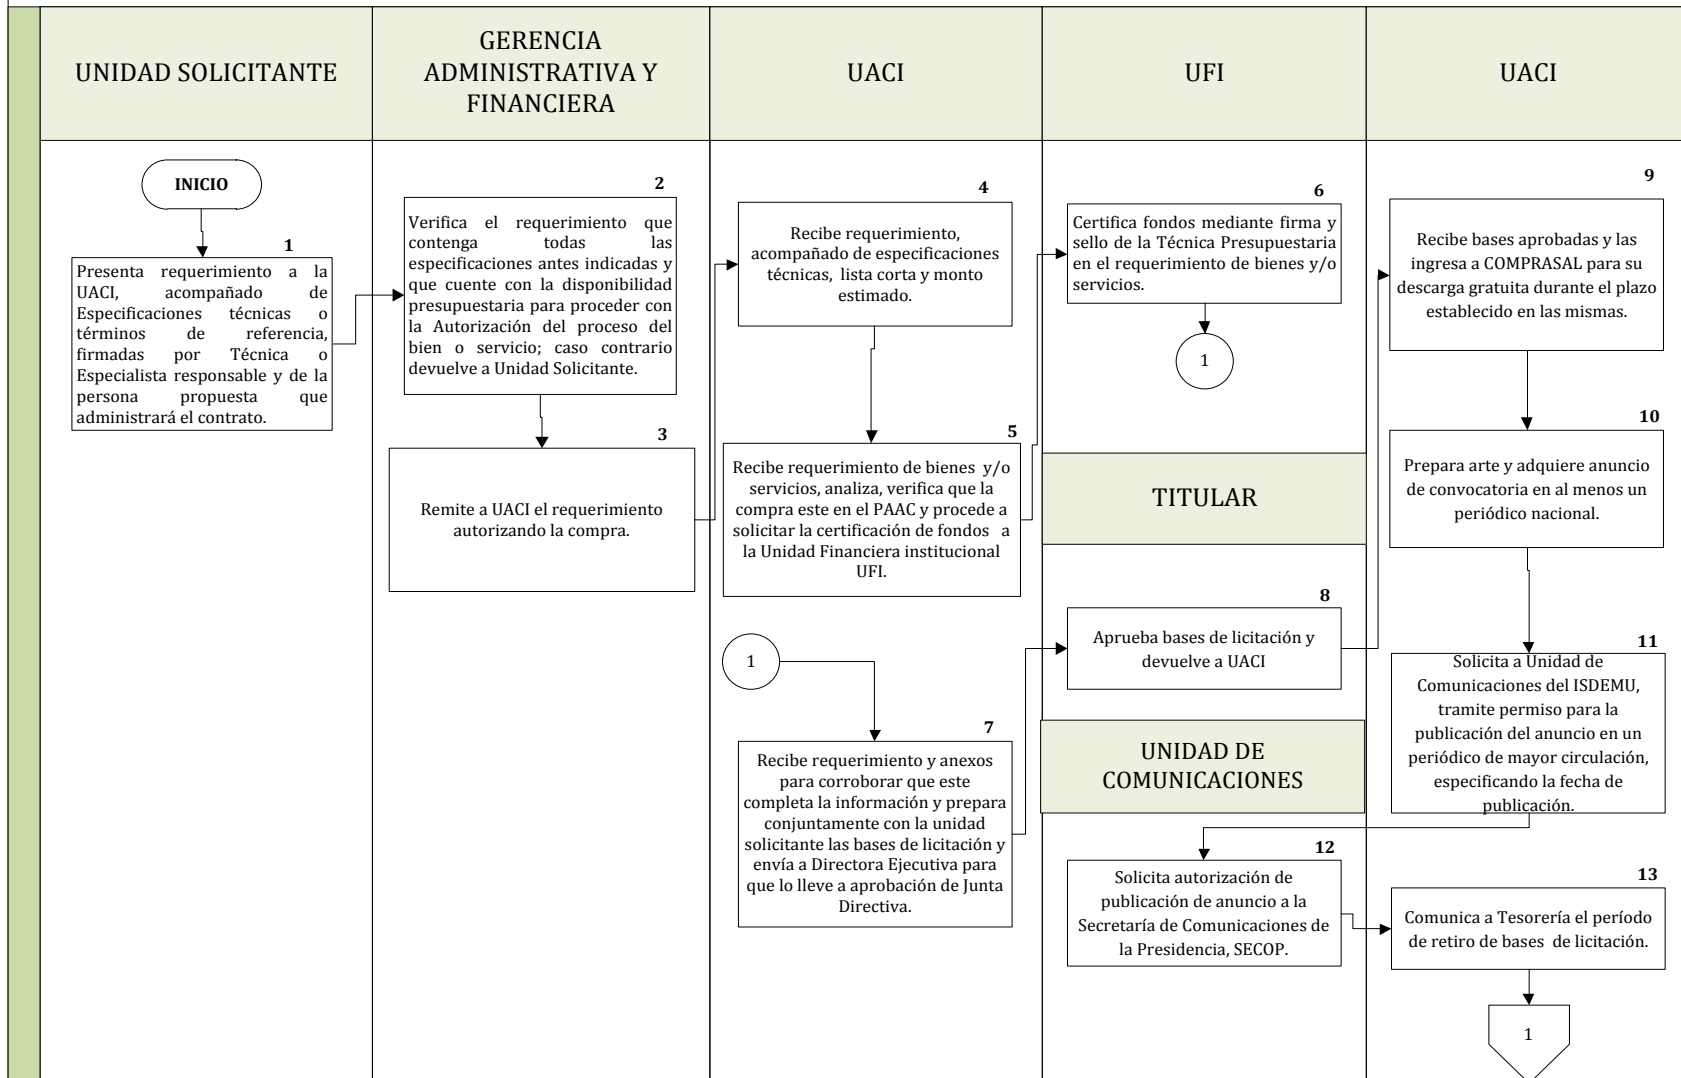 UNIDAD SOLICITANTE
GERENCIA
ADMINISTRATIVA Y
FINANCIERA
UACI
UFI
UACI
INICIO
1
Presenta requerimiento a la
UACI, acompañado de
Especificaciones técnicas o
términos de referencia,
firmadas por Técnica o
Especialista responsable y de la
persona propuesta que
administrará el contrato.
2
Verifica el requerimiento que
contenga todas las
especificaciones antes indicadas y
que cuente con la disponibilidad
presupuestaria para proceder con
la Autorización del proceso del
bien o servicio; caso contrario
devuelve a Unidad Solicitante.
3
Remite a UACI el requerimiento
autorizando la compra.
4
Recibe requerimiento,
acompañado de especificaciones
técnicas, lista corta y monto
estimado.
5
Recibe requerimiento de bienes y/o
servicios, analiza, verifica que la
compra este en el PAAC y procede a
solicitar la certificación de fondos a
la Unidad Financiera institucional
UFI.
6
Certifica fondos mediante firma y
sello de la Técnica Presupuestaria
en el requerimiento de bienes y/o
servicios.
1
1
7
Recibe requerimiento y anexos
para corroborar que este
completa la información y prepara
conjuntamente con la unidad
solicitante las bases de licitación y
envía a Directora Ejecutiva para
que lo lleve a aprobación de Junta
Directiva.
TITULAR
8
Aprueba bases de licitación y
devuelve a UACI
9
Recibe bases aprobadas y las
ingresa a COMPRASAL para su
descarga gratuita durante el plazo
establecido en las mismas.
10
Prepara arte y adquiere anuncio
de convocatoria en al menos un
periódico nacional.
11
Solicita a Unidad de
Comunicaciones del ISDEMU,
tramite permiso para la
publicación del anuncio en un
periódico de mayor circulación,
especificando la fecha de
publicación.
UNIDAD DE
COMUNICACIONES
12
Solicita autorización de
publicación de anuncio a la
Secretaría de Comunicaciones de
la Presidencia, SECOP.
13
Comunica a Tesorería el período
de retiro de bases de licitación.
1